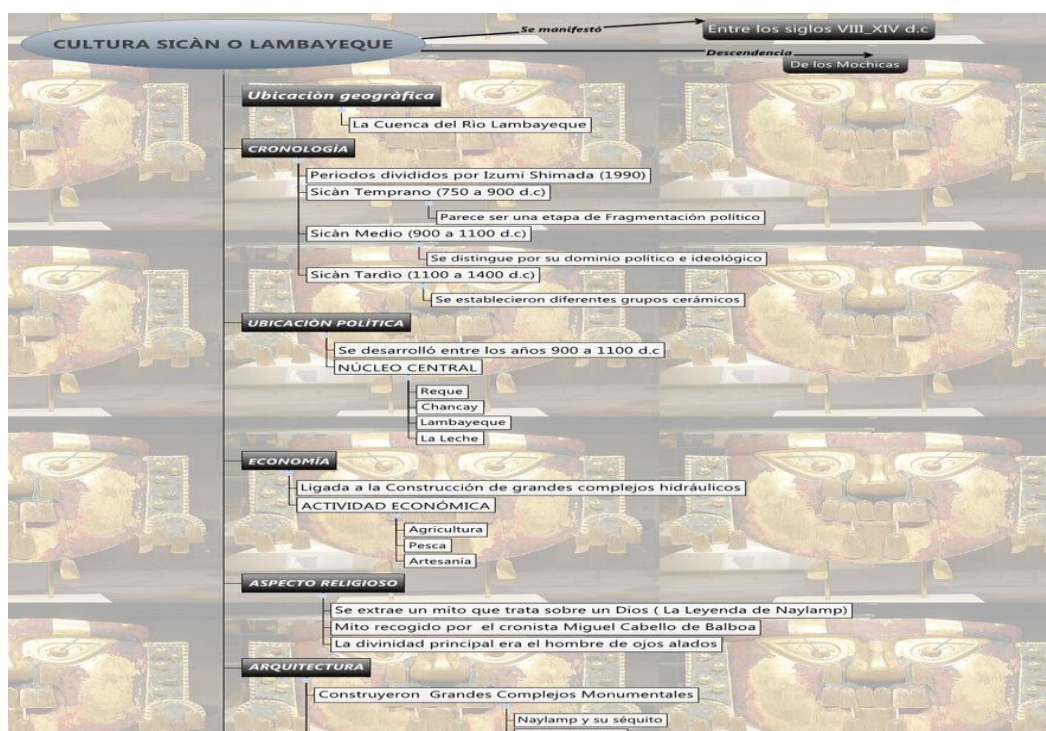 Se manifestó
Entre los siglos VIII_XIV d.c
CULTURA SICÀN O LAMBAYEQUE
Descendencia
De los Mochicas
Ubicaciòn geogràfica
La Cuenca del Rìo Lambayeque
CRONOLOGÍA
Periodos divididos por Izumi Shimada (1990)
Sicàn Temprano (750 a 900 d.c)
Parece ser una etapa de Fragmentación político
Sicàn Medio (900 a 1100 d.c)
Se distingue por su dominio político e ideológico
Sicàn Tardìo (1100 a 1400 d.c)
Se establecieron diferentes grupos cerámicos
UBICACIÒN POLÍTICA
Se desarrolló entre los años 900 a 1100 d.c
NÚCLEO CENTRAL
Reque
Chancay
Lambayeque
La Leche
ECONOMÍA
Ligada a la Construcción de grandes complejos hidráulicos
ACTIVIDAD ECONÓMICA
Agricultura
Pesca
Artesanía
ASPECTO RELIGIOSO
Se extrae un mito que trata sobre un Dios ( La Leyenda de Naylamp)
Mito recogido por el cronista Miguel Cabello de Balboa
La divinidad principal era el hombre de ojos alados
ARQUITECTURA
Construyeron Grandes Complejos Monumentales
Naylamp y su séquito